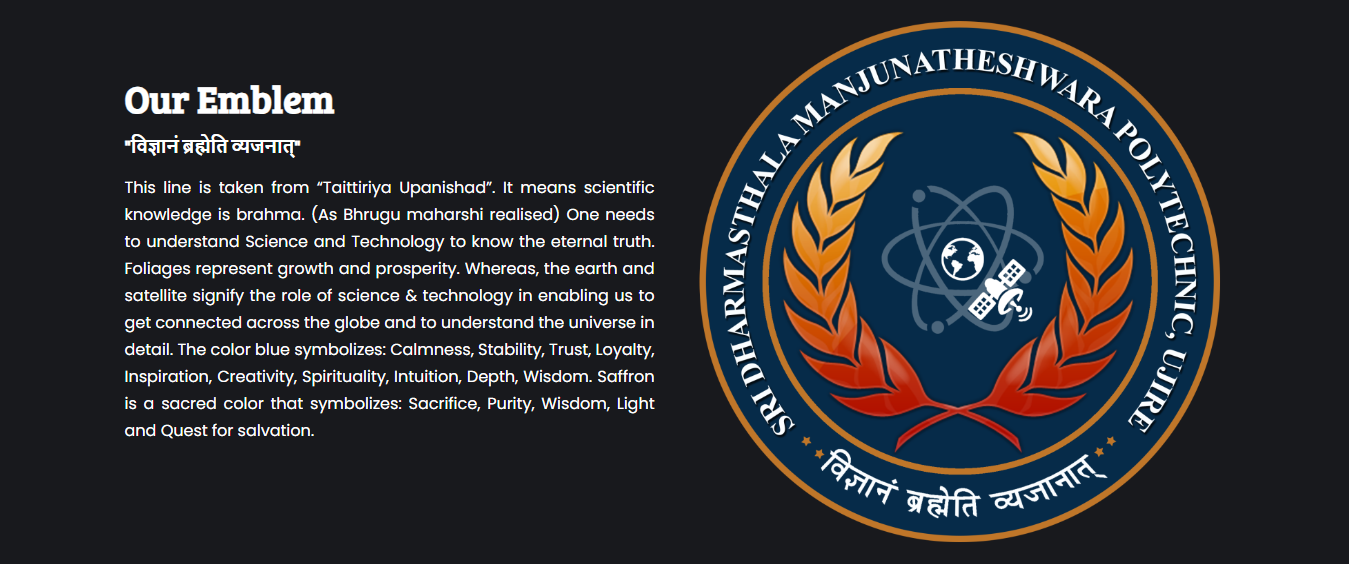 Our Emblem
"विज्ञानं ब्रह्मेति व्यजनात्"
This line is taken from “Taittiriya Upanishad”. It means scientific
knowledge is brahma. (As Bhrugu maharshi realised) One needs
to understand Science and Technology to know the eternal truth.
Foliages represent growth and prosperity. Whereas, the earth and
satellite signify the role of science & technology in enabling us to
get connected across the globe and to understand the universe in
detail. The color blue symbolizes: Calmness, Stability, Trust, Loyalty,
Inspiration, Creativity, Spirituality, Intuition, Depth, Wisdom. Saffron
is a sacred color that symbolizes: Sacrifice, Purity, Wisdom, Light
and Quest for salvation.
SRI DHARMASTHALA MANJUNATHESHWARA POLYTECHNIC, UJIRE
विज्ञानं ब्रह्मेति व्यजानात्